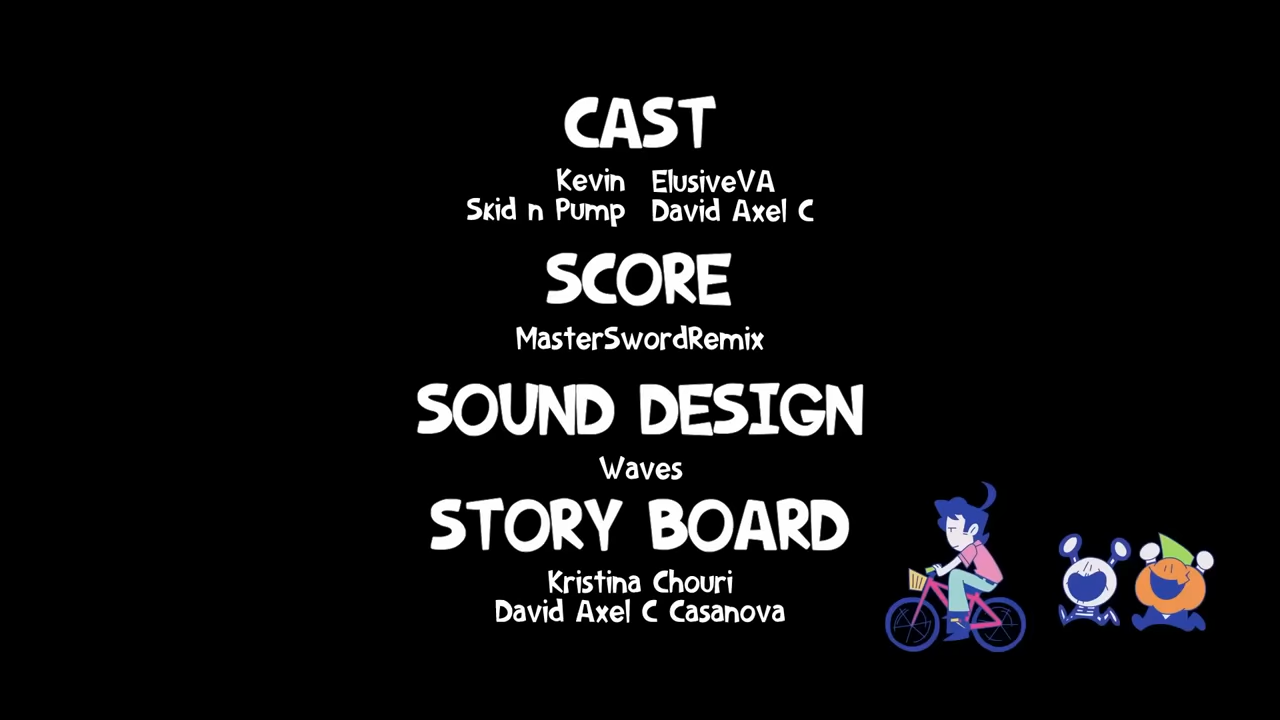 CAST
Kevin ElusiveVA
Skid n Pump David Axel C
SCORE
MasterSwordRemix
SOUND DESIGN
Waves
STORY BOARD
Kristina Chouri
David Axel C Casanova